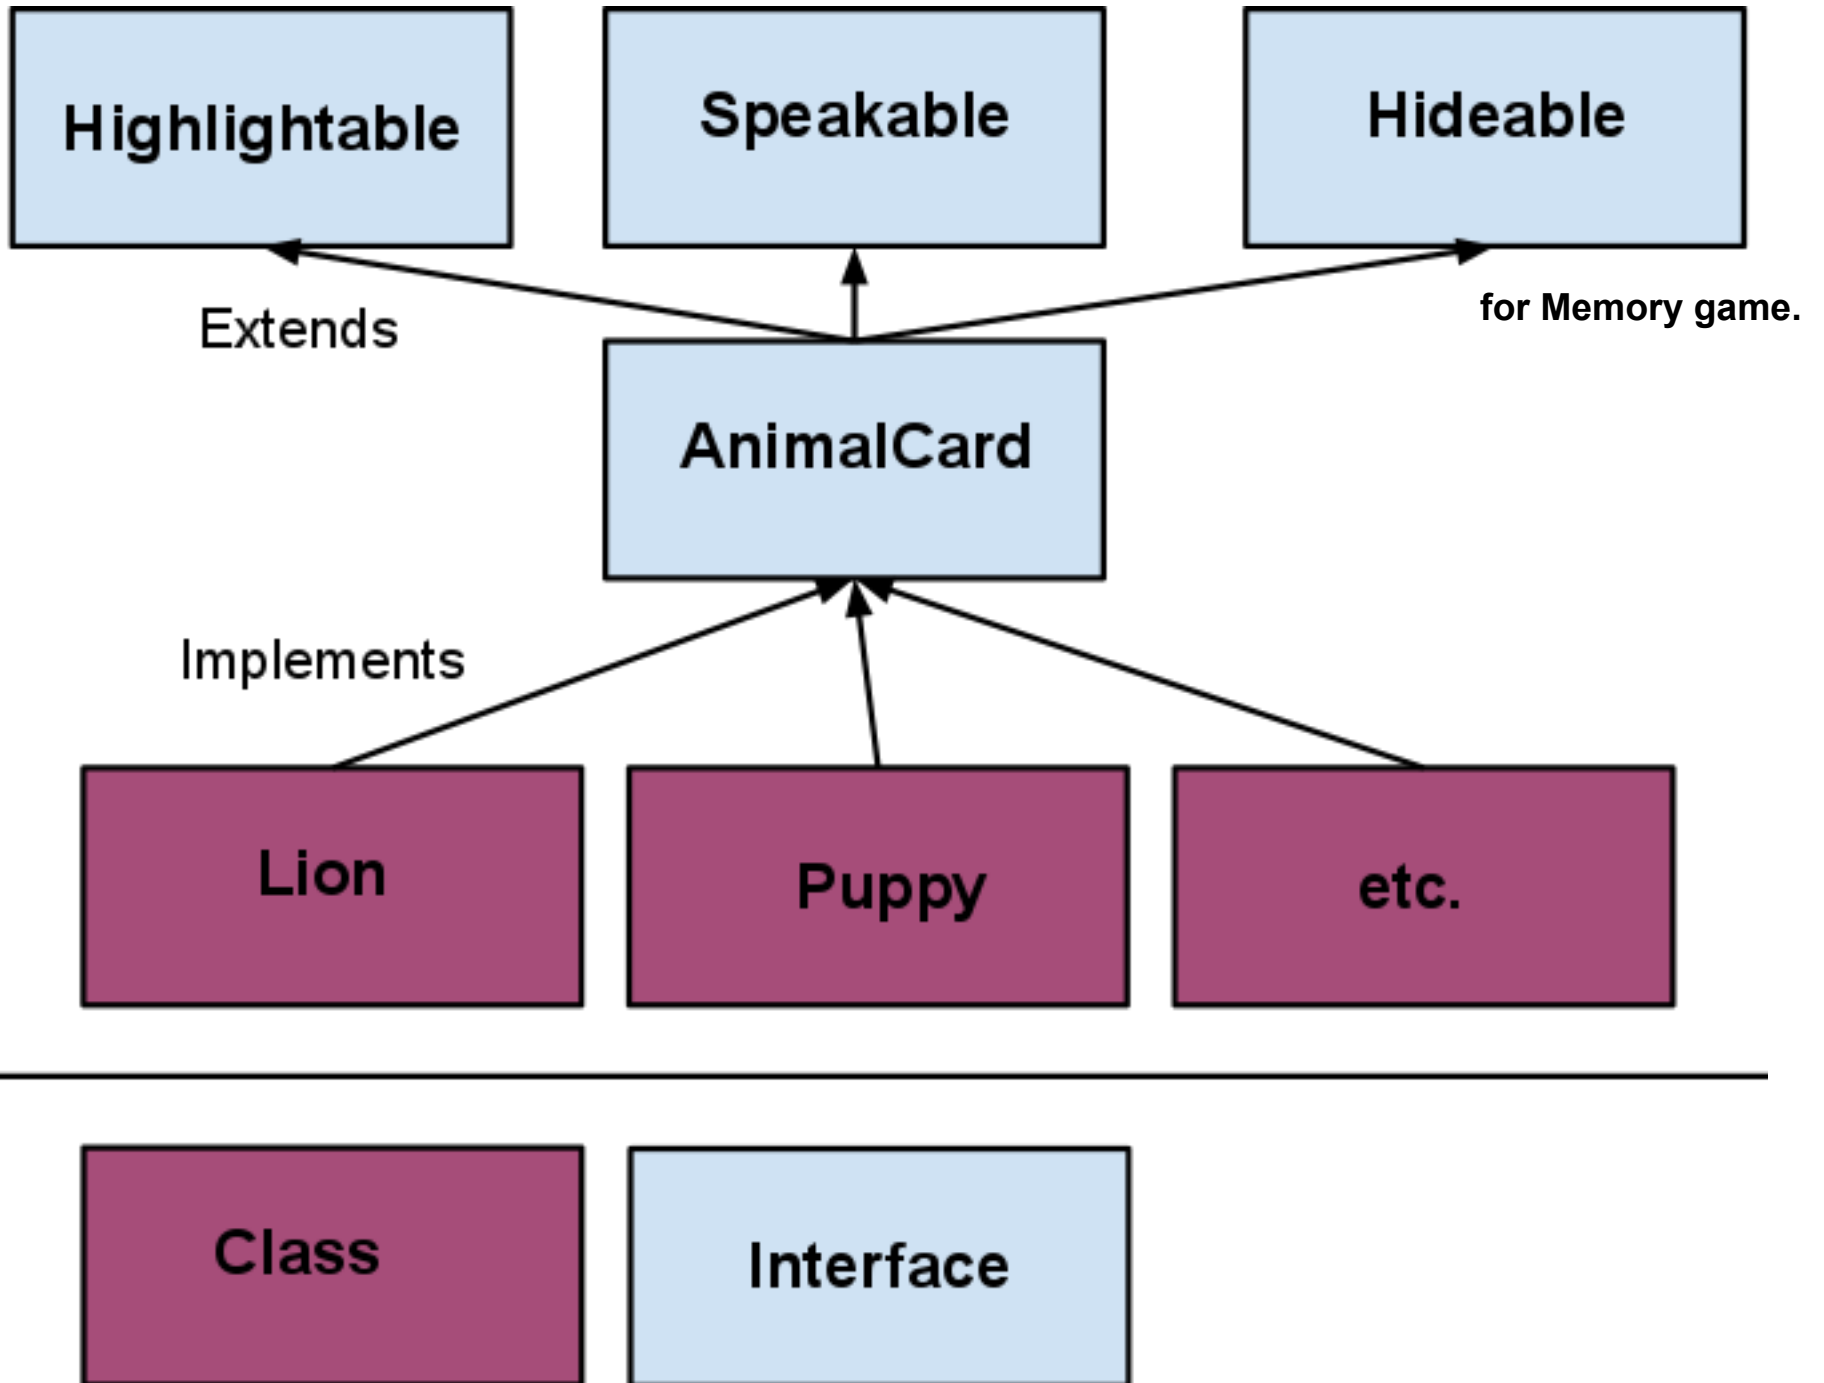 Highlightable
Speakable
Hideable
Extends
for Memory game.
AnimalCard
Implements
Lion
Puppy
etc.
Class
Interface